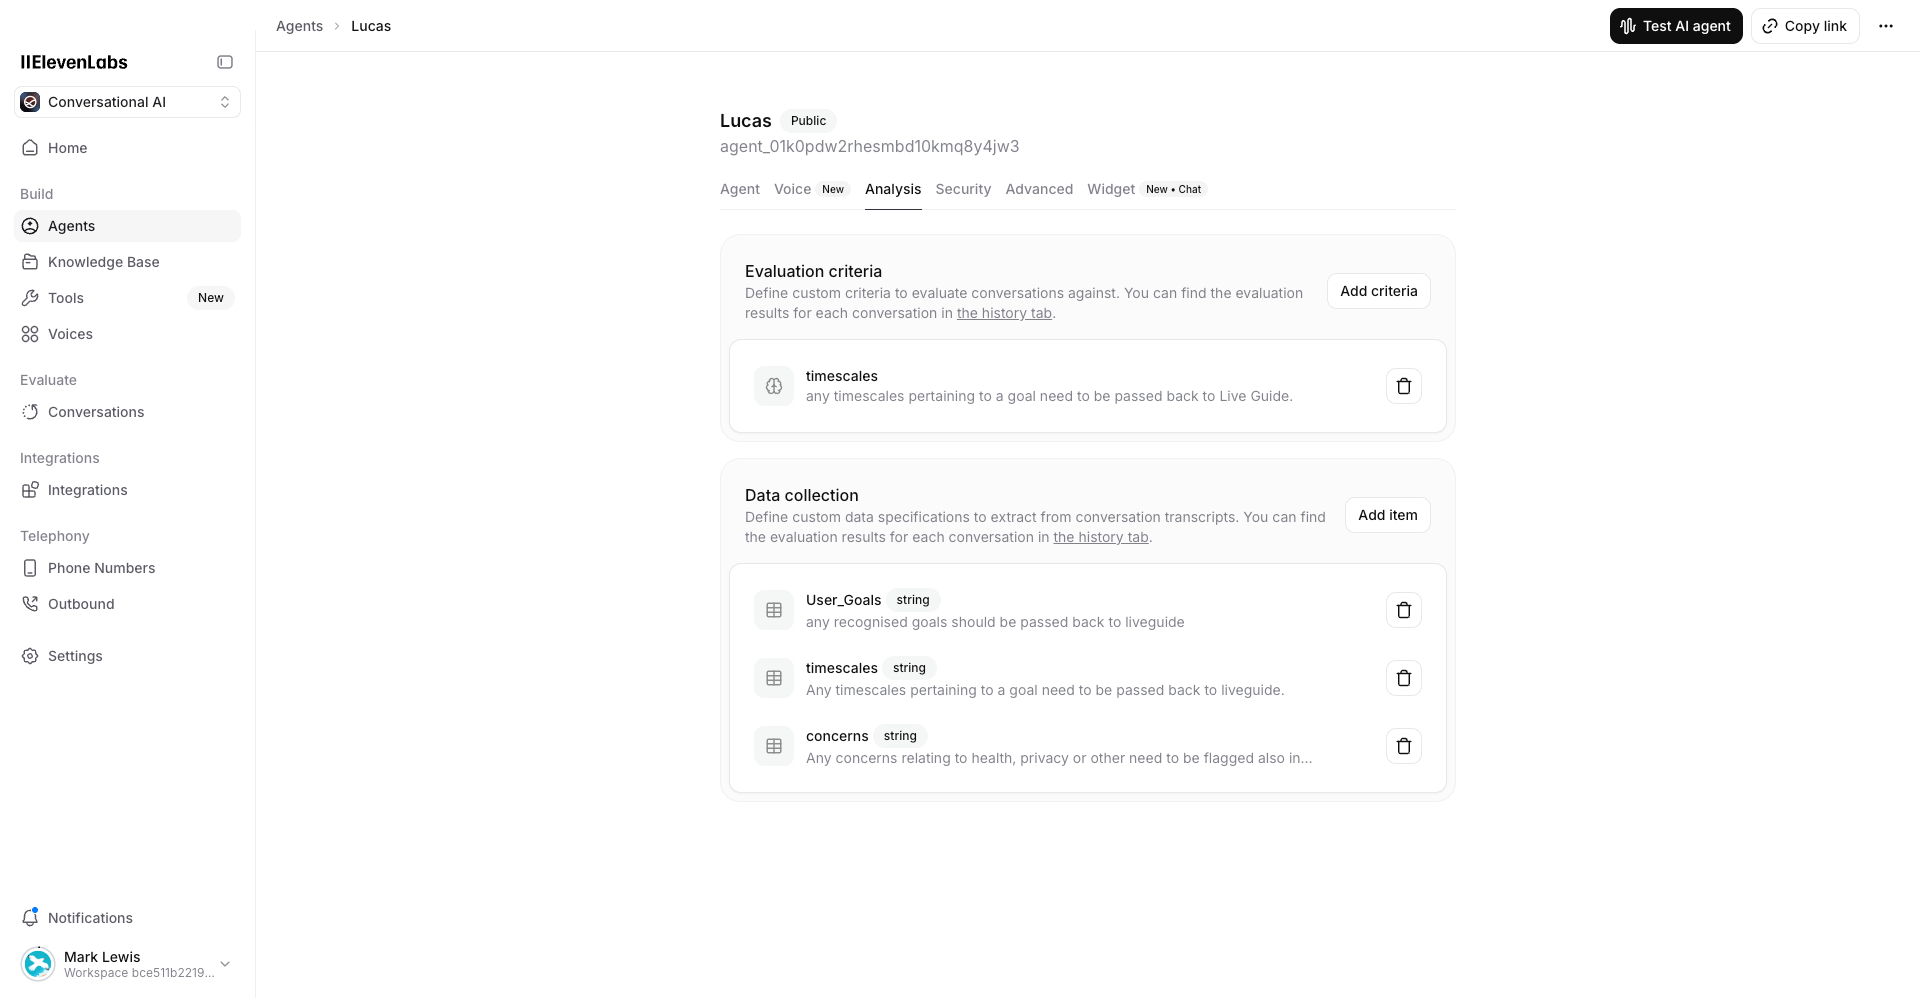 Agents > Lucas
Test AI agent
Copy link
IIElevenLabs
Conversational AI
Home
Build
Agents
Knowledge Base
Tools New
Voices
Evaluate
Conversations
Integrations
Integrations
Telephony
Phone Numbers
Outbound
Settings
Notifications
Mark Lewis
Workspace bce511b2219...
Lucas Public
agent_01k0pdw2rhesmbd10kmq8y4jw3
Agent Voice New Analysis Security Advanced Widget New • Chat
Evaluation criteria
Define custom criteria to evaluate conversations against. You can find the evaluation
results for each conversation in the history tab.
Add criteria
timescales
any timescales pertaining to a goal need to be passed back to Live Guide.
Data collection
Define custom data specifications to extract from conversation transcripts. You can find
the evaluation results for each conversation in the history tab.
Add item
User_Goals string
any recognised goals should be passed back to liveguide
timescales string
Any timescales pertaining to a goal need to be passed back to liveguide.
concerns string
Any concerns relating to health, privacy or other need to be flagged also in...